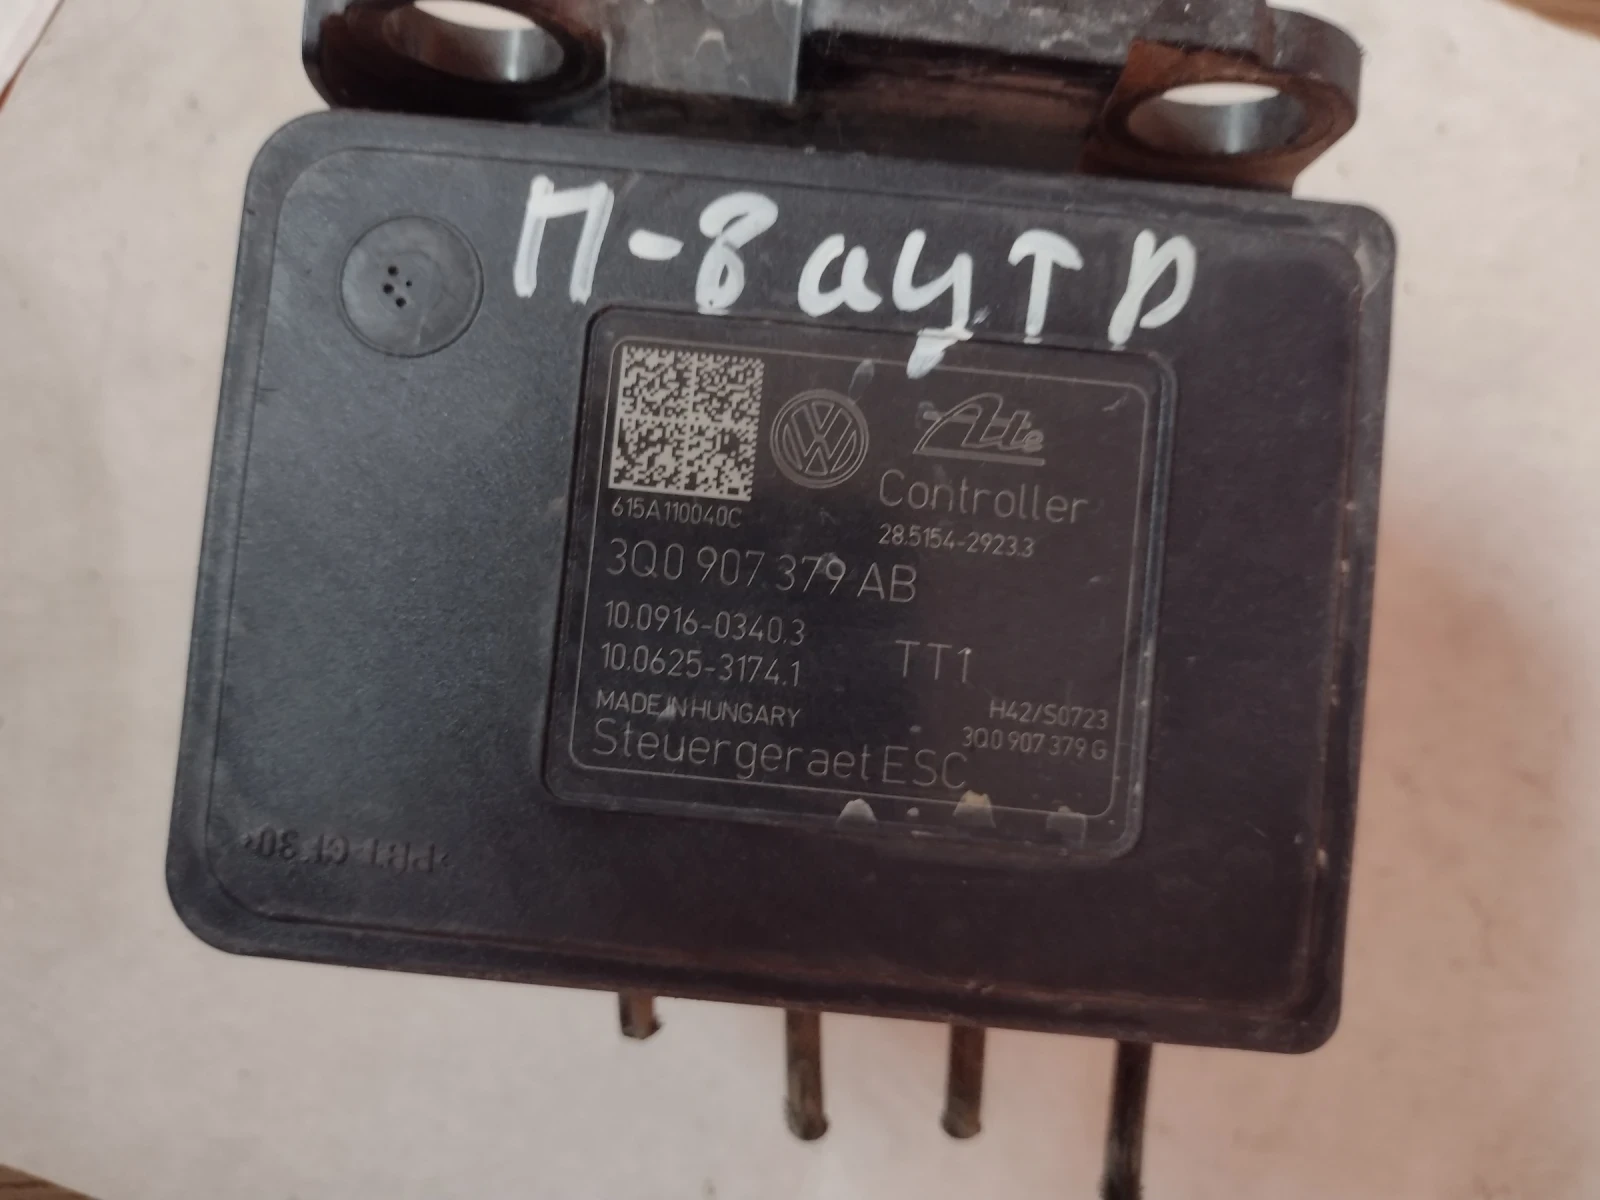 П-8 аутр
Ate
Controller
615A110040C
28.5154-2923.3
3Q0 907 379 AB
10.0916-0340.3
10.0625-3174.1
TT1
MADE IN HUNGARY
H42/S0723
3Q0 907 379 G
Steuergeraet ESC